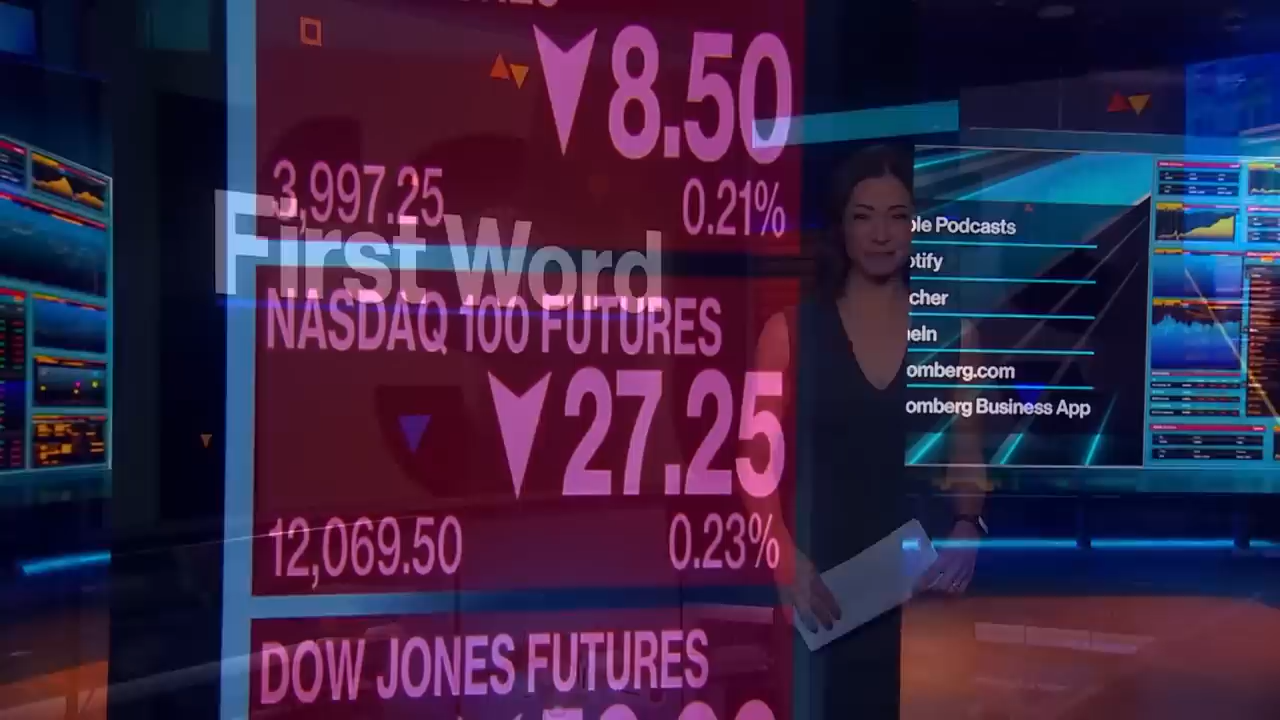 8.50
3,997.25 0.21%
First Word
NASDAQ 100 FUTURES
27.25
12,069.50 0.23%
DOW JONES FUTURES
ple Podcasts
otify
cher
neIn
omberg.com
omberg Business App